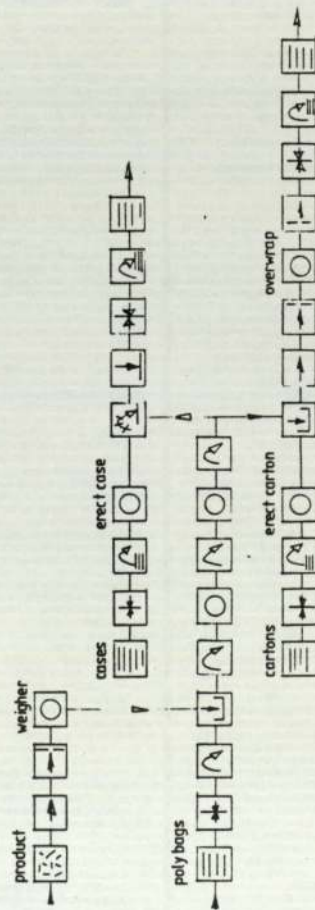 product
weigher
cases
erect case
poly bags
cartons
erect carton
overwrap